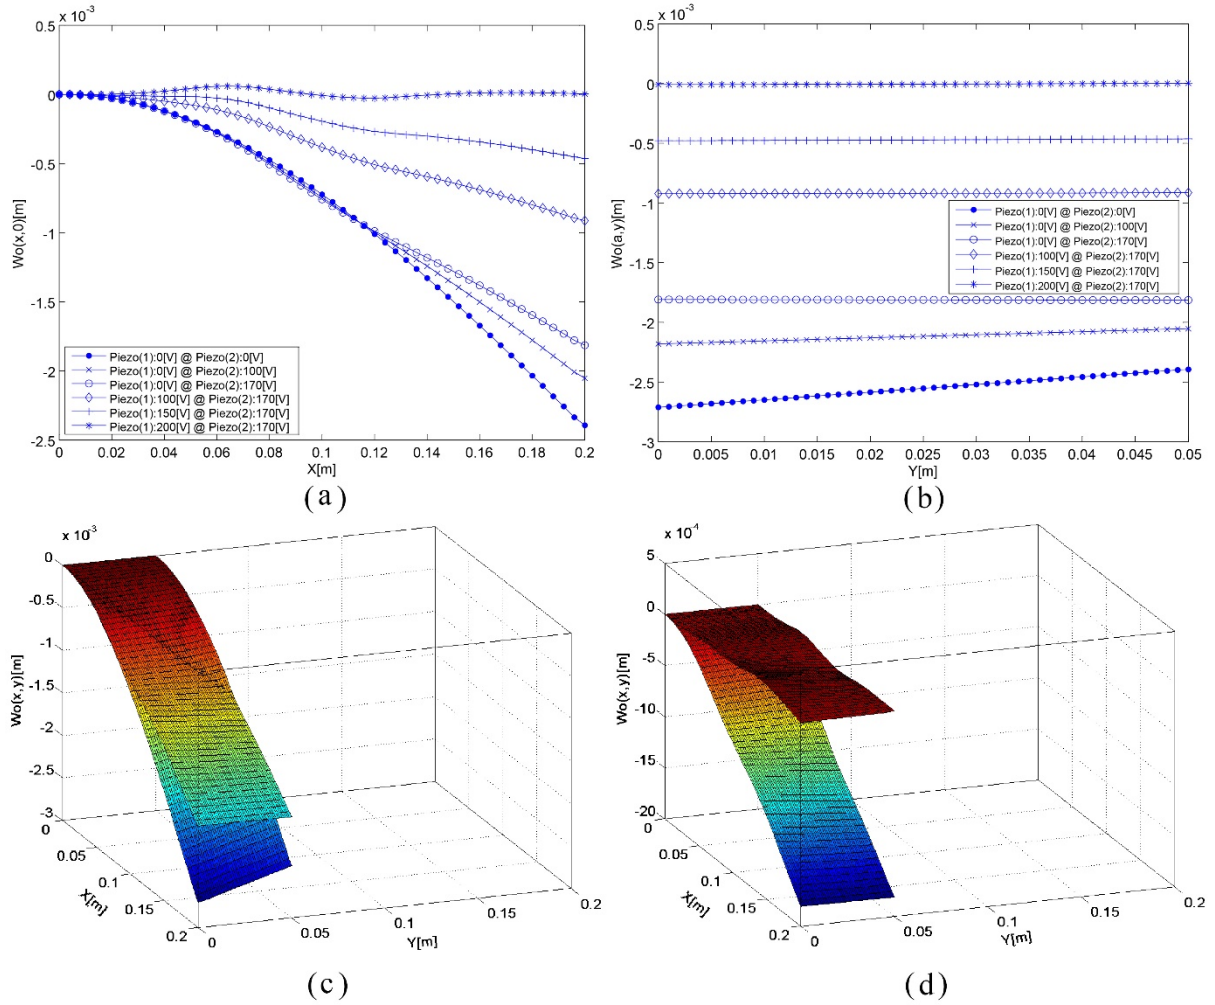 x 10⁻³
0.5
0
-0.5
-1
-1.5
-2
-2.5
Wo(x,0)[m]
Piezo(1):0[V] @ Piezo(2):0[V]
Piezo(1):0[V] @ Piezo(2):100[V]
Piezo(1):0[V] @ Piezo(2):170[V]
Piezo(1):100[V] @ Piezo(2):170[V]
Piezo(1):150[V] @ Piezo(2):170[V]
Piezo(1):200[V] @ Piezo(2):170[V]
0 0.02 0.04 0.06 0.08 0.1 0.12 0.14 0.16 0.18 0.2
X[m]
(a)
x 10⁻³
0.5
0
-0.5
-1
-1.5
-2
-2.5
-3
Wo(a,y)[m]
Piezo(1):0[V] @ Piezo(2):0[V]
Piezo(1):0[V] @ Piezo(2):100[V]
Piezo(1):0[V] @ Piezo(2):170[V]
Piezo(1):100[V] @ Piezo(2):170[V]
Piezo(1):150[V] @ Piezo(2):170[V]
Piezo(1):200[V] @ Piezo(2):170[V]
0 0.005 0.01 0.015 0.02 0.025 0.03 0.035 0.04 0.045 0.05
Y[m]
(b)
x 10⁻³
0
-0.5
-1
-1.5
-2
-2.5
-3
Wo(x,y)[m]
0
0.05
0.1
0.15
0.2
X[m]
0
0.05
0.1
0.15
0.2
Y[m]
(c)
x 10⁻⁴
5
0
-5
-10
-15
-20
Wo(x,y)[m]
0
0.05
0.1
0.15
0.2
X[m]
0
0.05
0.1
0.15
0.2
Y[m]
(d)